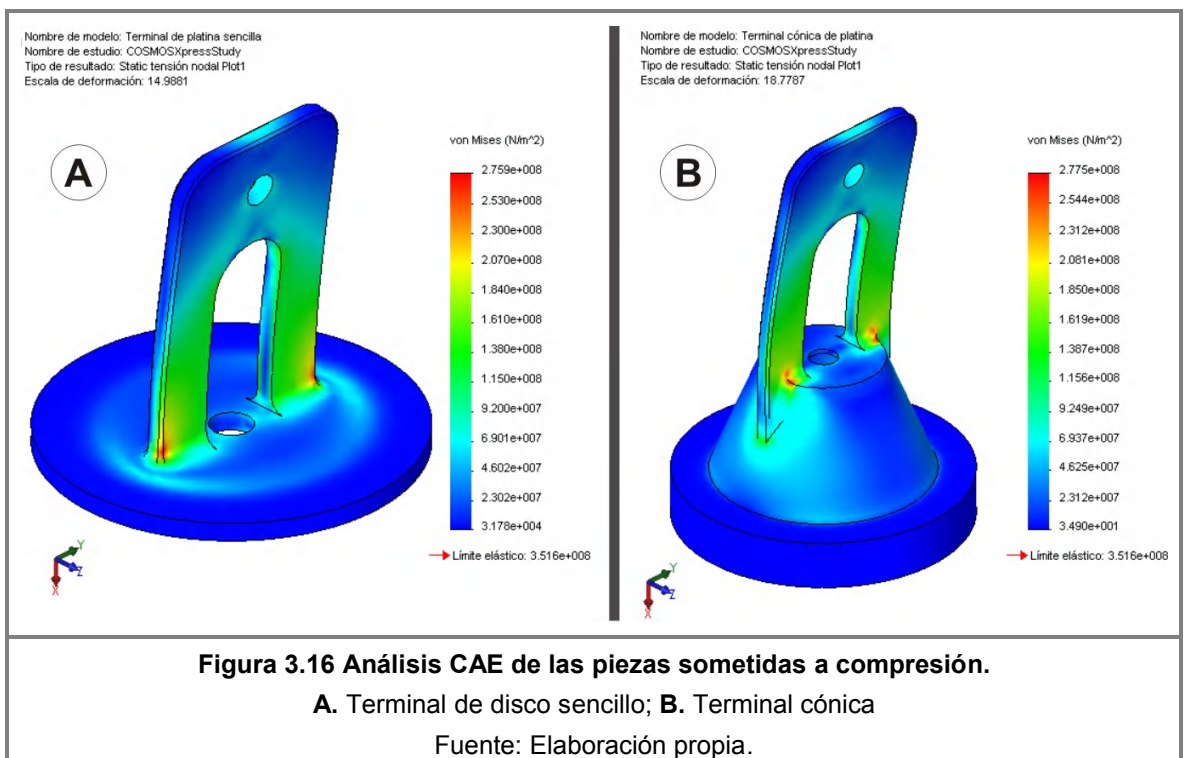 Nombre de modelo: Terminal de platina sencilla
Nombre de estudio: COSMOSXpressStudy
Tipo de resultado: Static tensión nodal Plot1
Escala de deformación: 14.9881
A
von Mises (N/m^2)
2.759e+008
2.530e+008
2.300e+008
2.070e+008
1.840e+008
1.610e+008
1.380e+008
1.150e+008
9.200e+007
6.901e+007
4.602e+007
2.302e+007
3.178e+004
Límite elástico: 3.516e+008
Y
Z
X
Nombre de modelo: Terminal cónica de platina
Nombre de estudio: COSMOSXpressStudy
Tipo de resultado: Static tensión nodal Plot1
Escala de deformación: 18.7787
B
von Mises (N/m^2)
2.775e+008
2.544e+008
2.312e+008
2.081e+008
1.850e+008
1.619e+008
1.387e+008
1.156e+008
9.249e+007
6.937e+007
4.625e+007
2.312e+007
3.490e+001
Límite elástico: 3.516e+008
Y
Z
X
Figura 3.16 Análisis CAE de las piezas sometidas a compresión.
A. Terminal de disco sencillo; B. Terminal cónica
Fuente: Elaboración propia.